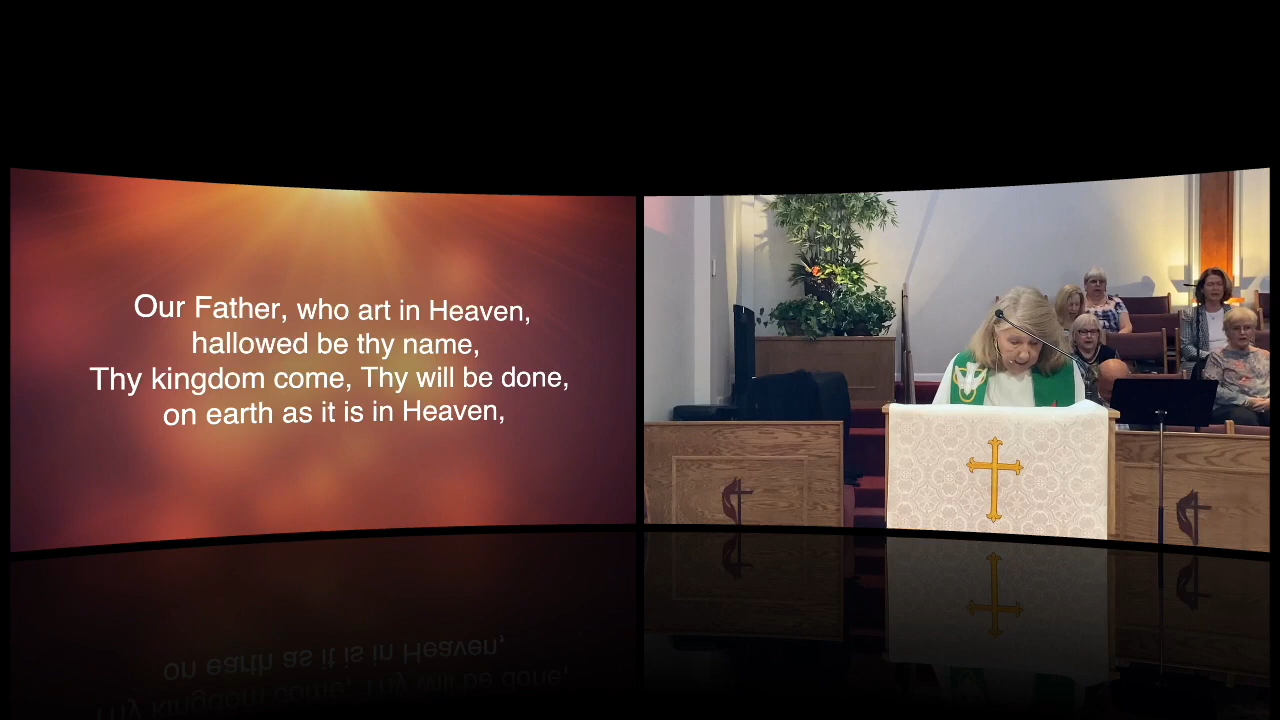 Our Father, who art in Heaven,
hallowed be thy name,
Thy kingdom come, Thy will be done,
on earth as it is in Heaven,